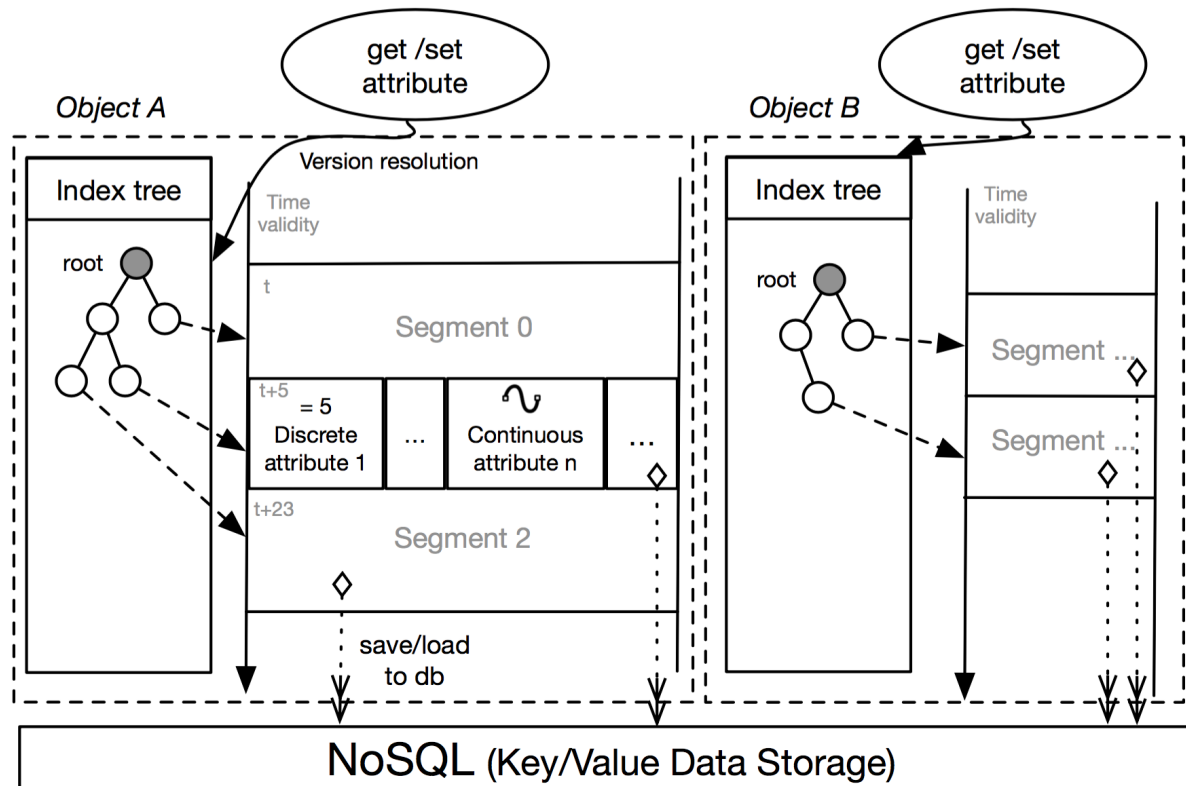 get /set
attribute
get /set
attribute
Object A
Object B
Version resolution
Index tree
Time
validity
root
t
Segment 0
t+5
= 5
Discrete
attribute 1
...
Continuous
attribute n
...
t+23
Segment 2
save/load
to db
Index tree
Time
validity
root
Segment ...
Segment ...
NoSQL (Key/Value Data Storage)